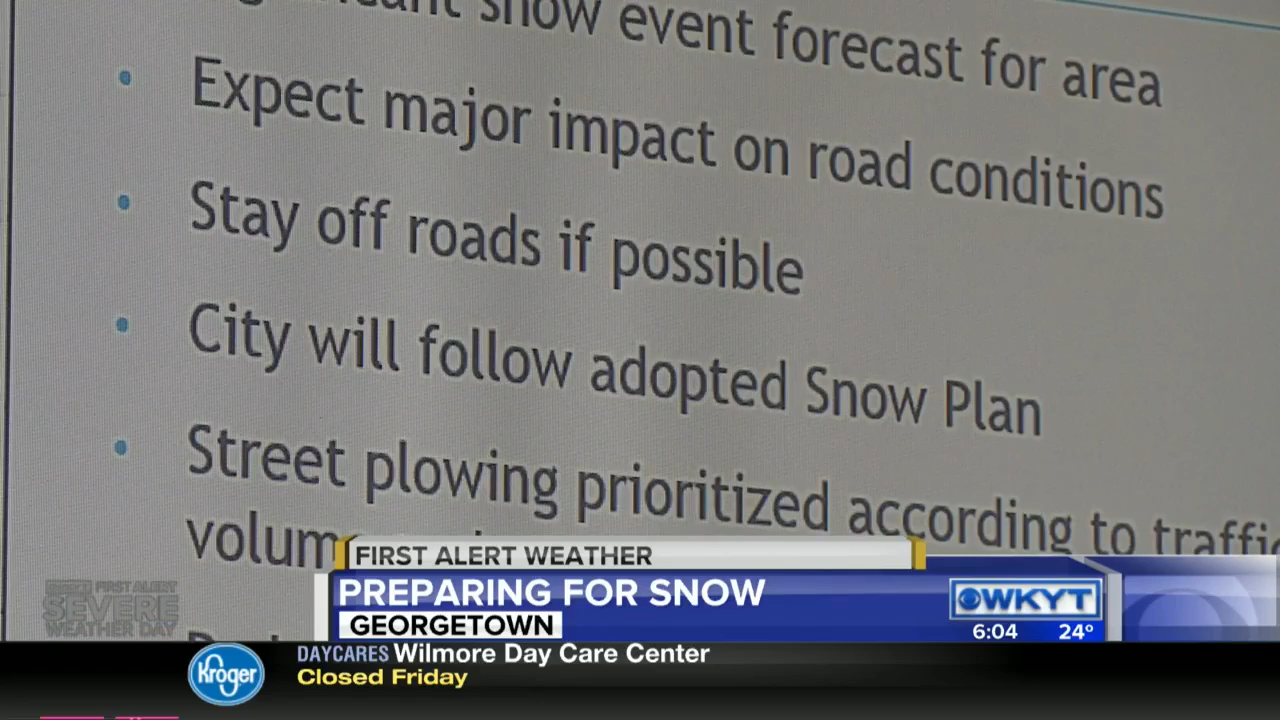 snow event forecast for area
Expect major impact on road conditions
Stay off roads if possible
City will follow adopted Snow Plan
Street plowing prioritized according to traffic
FIRST ALERT WEATHER
PREPARING FOR SNOW
GEORGETOWN
WKYT
6:04 24°
FIRST ALERT
SEVERE
WEATHER DAY
Kroger
DAYCARES Wilmore Day Care Center
Closed Friday